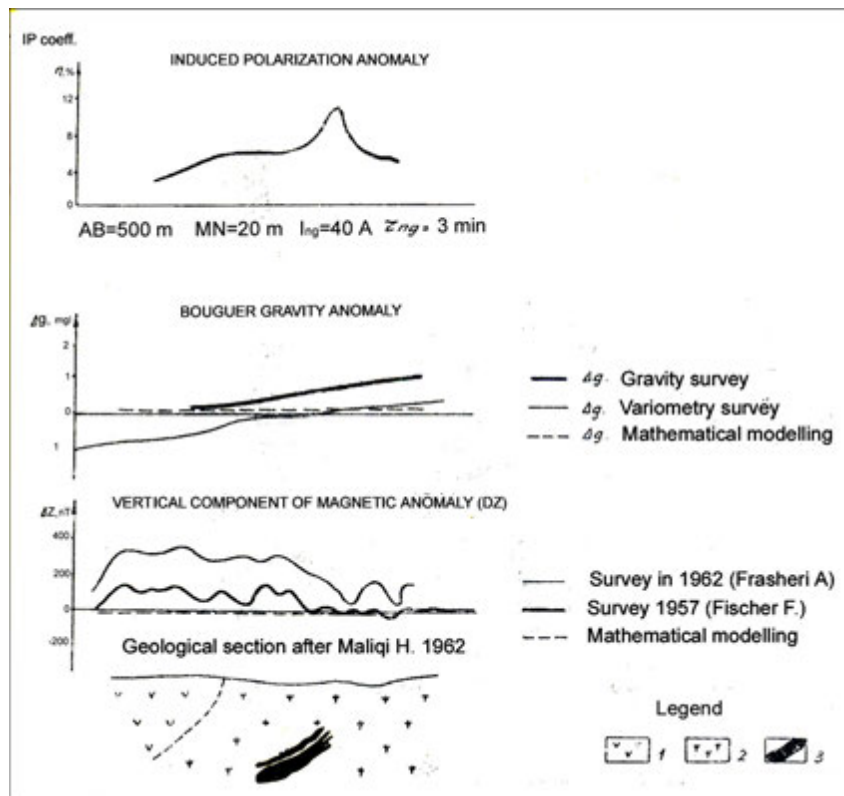 IP coeff.
INDUCED POLARIZATION ANOMALY
%
12
8
4
0
AB=500 m MN=20 m Ing=40 A τng= 3 min
BOUGUER GRAVITY ANOMALY
Δg, mgl
2
1
0
1
Δg. Gravity survey
Δg. Variometry survey
Δg. Mathematical modelling
VERTICAL COMPONENT OF MAGNETIC ANOMALY (DZ)
ΔZ, nT
400
200
0
-200
Survey in 1962 (Frasheri A)
Survey 1957 (Fischer F.)
Mathematical modelling
Geological section after Maliqi H. 1962
Legend
1 2 3